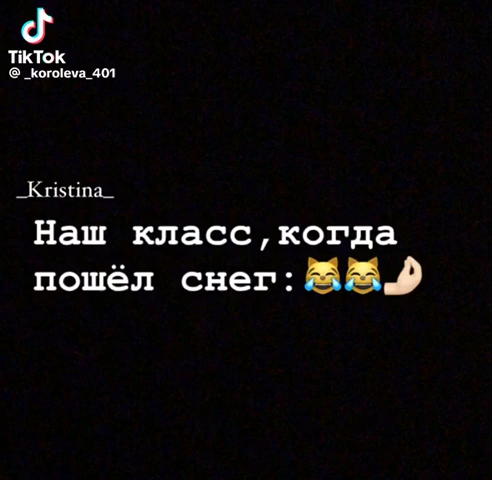 TikTok
@ _koroleva_401
_Kristina_
Наш класс,когда
пошёл снег:😹😹🤌🏻